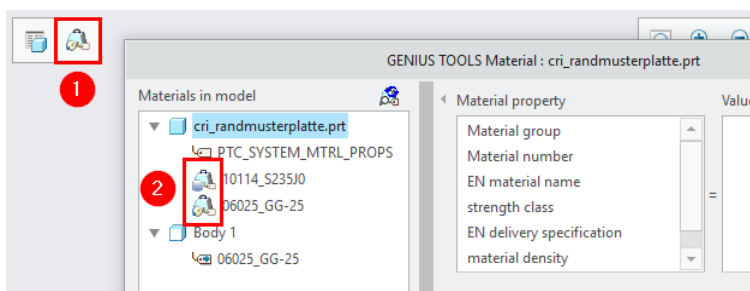 1
GENIUS TOOLS Material : cri_randmusterplatte.prt
Materials in model
cri_randmusterplatte.prt
PTC_SYSTEM_MTRL_PROPS
2
10114_S235J0
06025_GG-25
Body 1
06025_GG-25
Material property
Material group
Material number
EN material name
strength class
EN delivery specification
material density
=